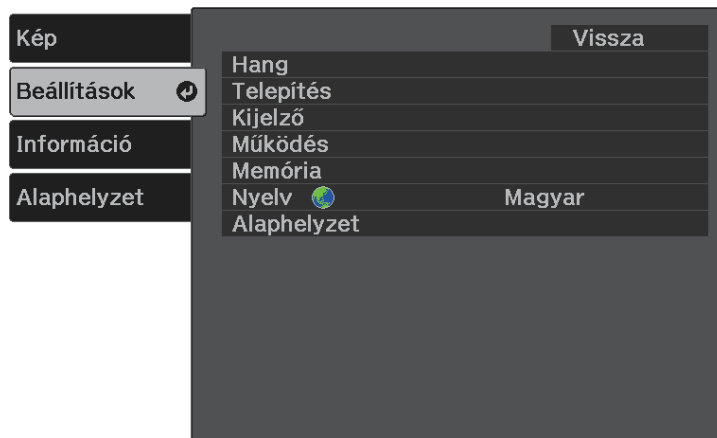 Kép
Beállítások
Információ
Alaphelyzet
Vissza
Hang
Telepítés
Kijelző
Működés
Memória
Nyelv Magyar
Alaphelyzet